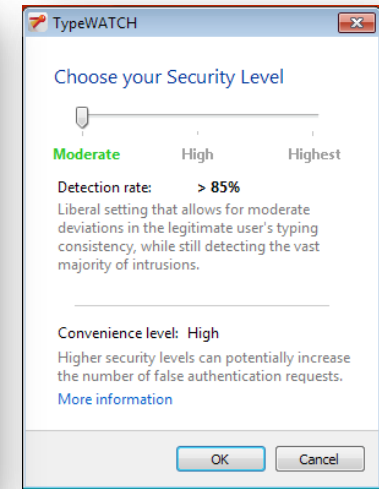 TypeWATCH
Choose your Security Level
Moderate High Highest
Detection rate: > 85%
Liberal setting that allows for moderate
deviations in the legitimate user's typing
consistency, while still detecting the vast
majority of intrusions.
Convenience level: High
Higher security levels can potentially increase
the number of false authentication requests.
More information
OK Cancel